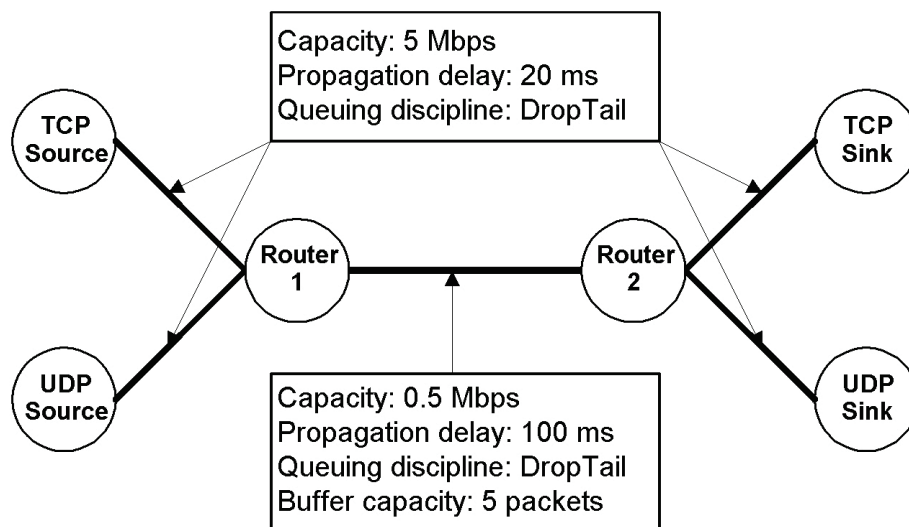 Capacity: 5 Mbps
Propagation delay: 20 ms
Queuing discipline: DropTail
TCP
Source
TCP
Sink
Router
1
Router
2
UDP
Source
UDP
Sink
Capacity: 0.5 Mbps
Propagation delay: 100 ms
Queuing discipline: DropTail
Buffer capacity: 5 packets